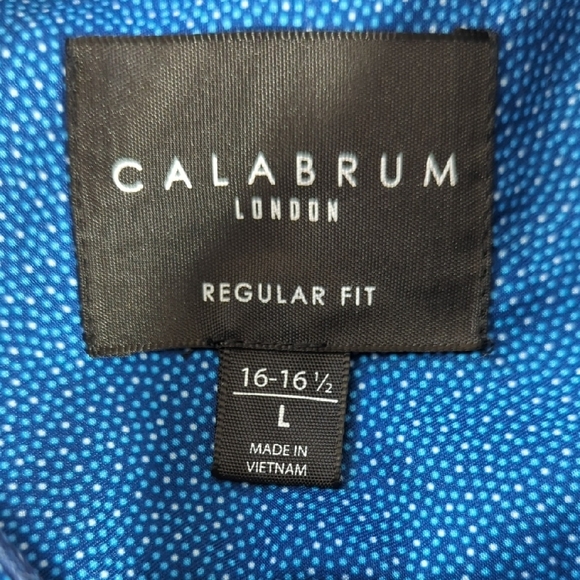 CALABRUM
LONDON
REGULAR FIT
16-16 ½
L
MADE IN
VIETNAM